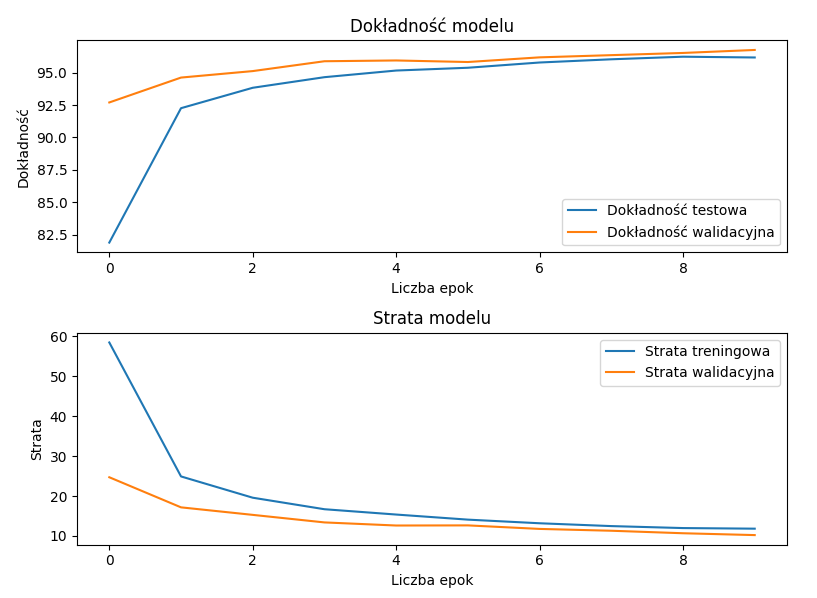 Dokładność modelu
Dokładność
95.0
92.5
90.0
87.5
85.0
82.5
Dokładność testowa
Dokładność walidacyjna
0
2
4
6
8
Liczba epok
Strata modelu
Strata
60
50
40
30
20
10
Strata treningowa
Strata walidacyjna
0
2
4
6
8
Liczba epok